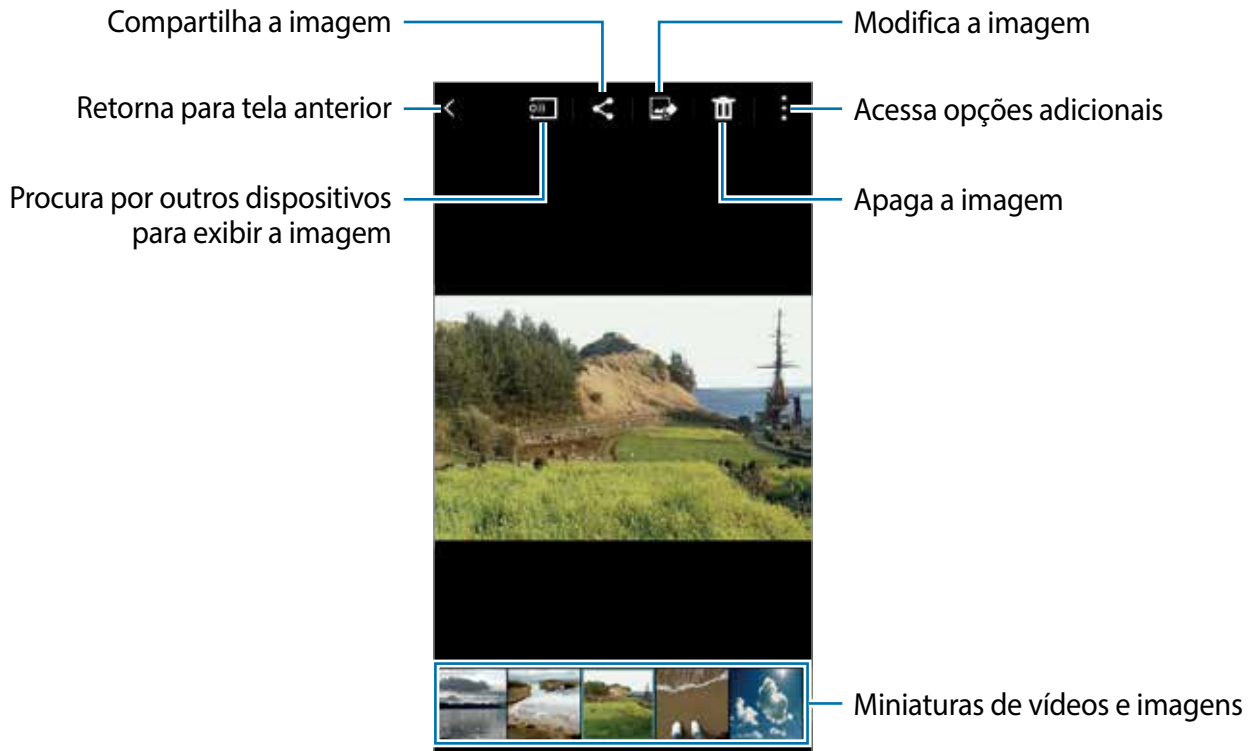 Compartilha a imagem
Modifica a imagem
Retorna para tela anterior
Acessa opções adicionais
Procura por outros dispositivos
para exibir a imagem
Apaga a imagem
Miniaturas de vídeos e imagens